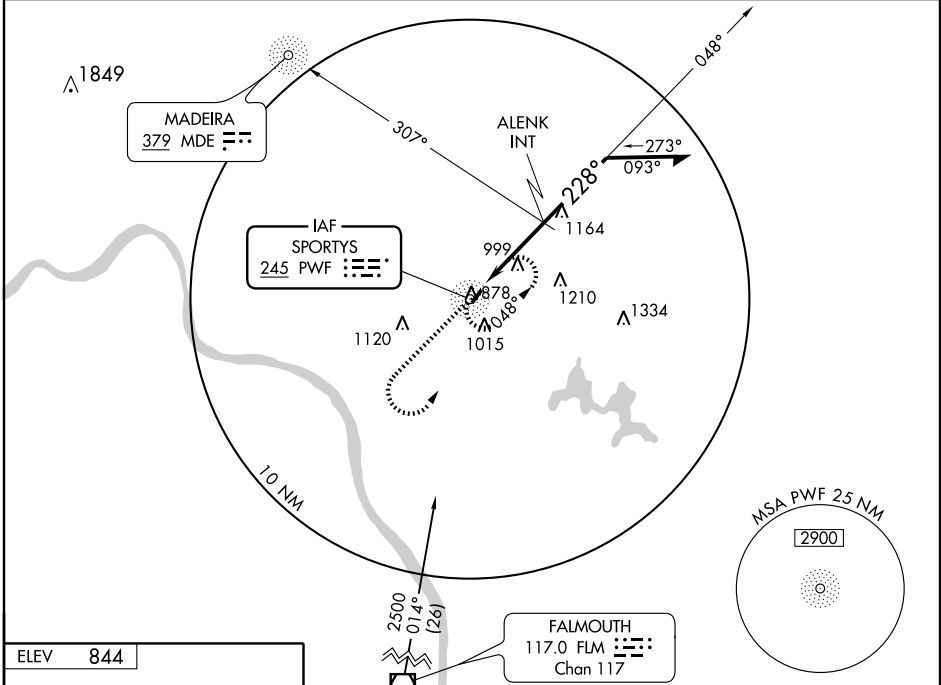 1849
MADEIRA
379 MDE
307°
ALENK
INT
048°
273°
093°
228°
1164
IAF
SPORTYS
245 PWF
999
878
1210
048°
1334
1120
1015
10 NM
MSA PWF 25 NM
2900
2500
014°
(26)
FALMOUTH
117.0 FLM
Chan 117
ELEV 844